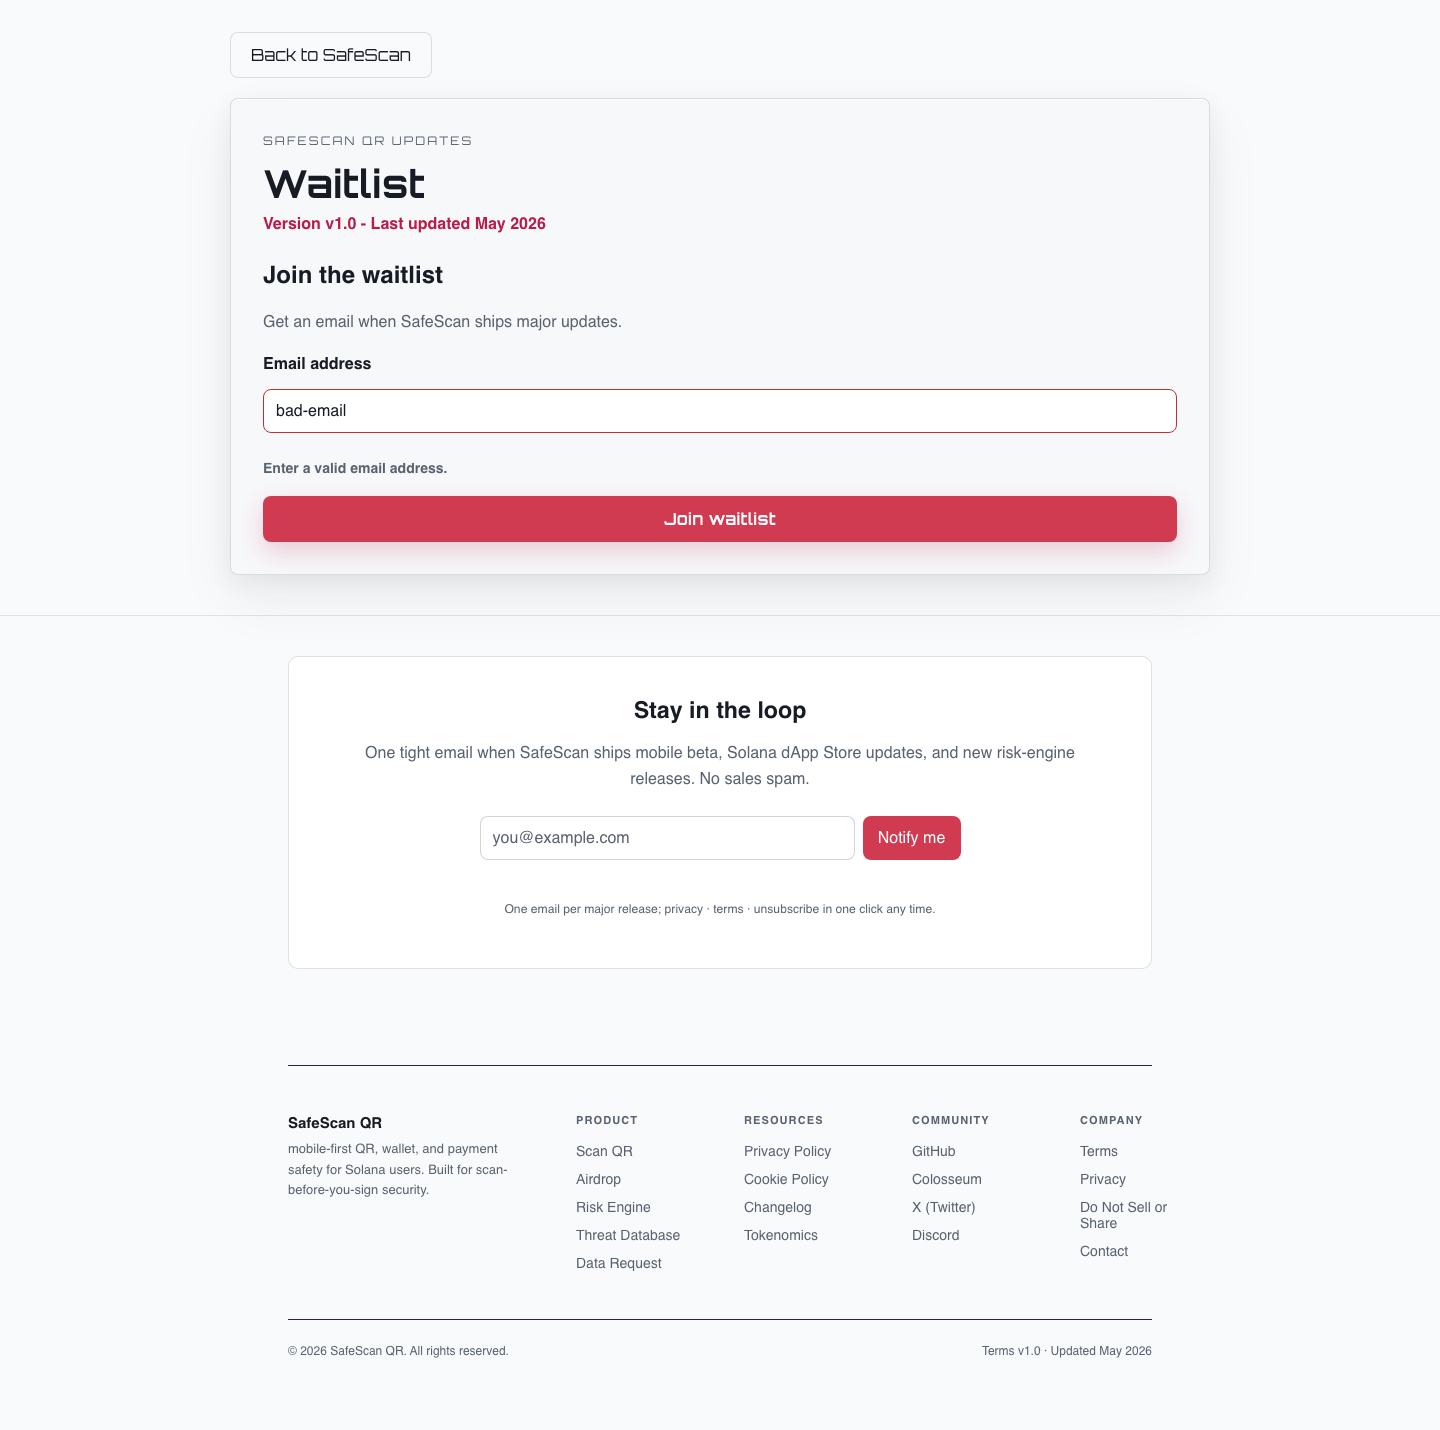 Back to SafeScan
SAFESCAN QR UPDATES
Waitlist
Version v1.0 - Last updated May 2026
Join the waitlist
Get an email when SafeScan ships major updates.
Email address
bad-email
Enter a valid email address.
Join waitlist
Stay in the loop
One tight email when SafeScan ships mobile beta, Solana dApp Store updates, and new risk-engine
releases. No sales spam.
you@example.com
Notify me
One email per major release; privacy · terms · unsubscribe in one click any time.
SafeScan QR
mobile-first QR, wallet, and payment
safety for Solana users. Built for scan-
before-you-sign security.
PRODUCT
Scan QR
Airdrop
Risk Engine
Threat Database
Data Request
RESOURCES
Privacy Policy
Cookie Policy
Changelog
Tokenomics
COMMUNITY
GitHub
Colosseum
X (Twitter)
Discord
COMPANY
Terms
Privacy
Do Not Sell or
Share
Contact
© 2026 SafeScan QR. All rights reserved.
Terms v1.0 · Updated May 2026